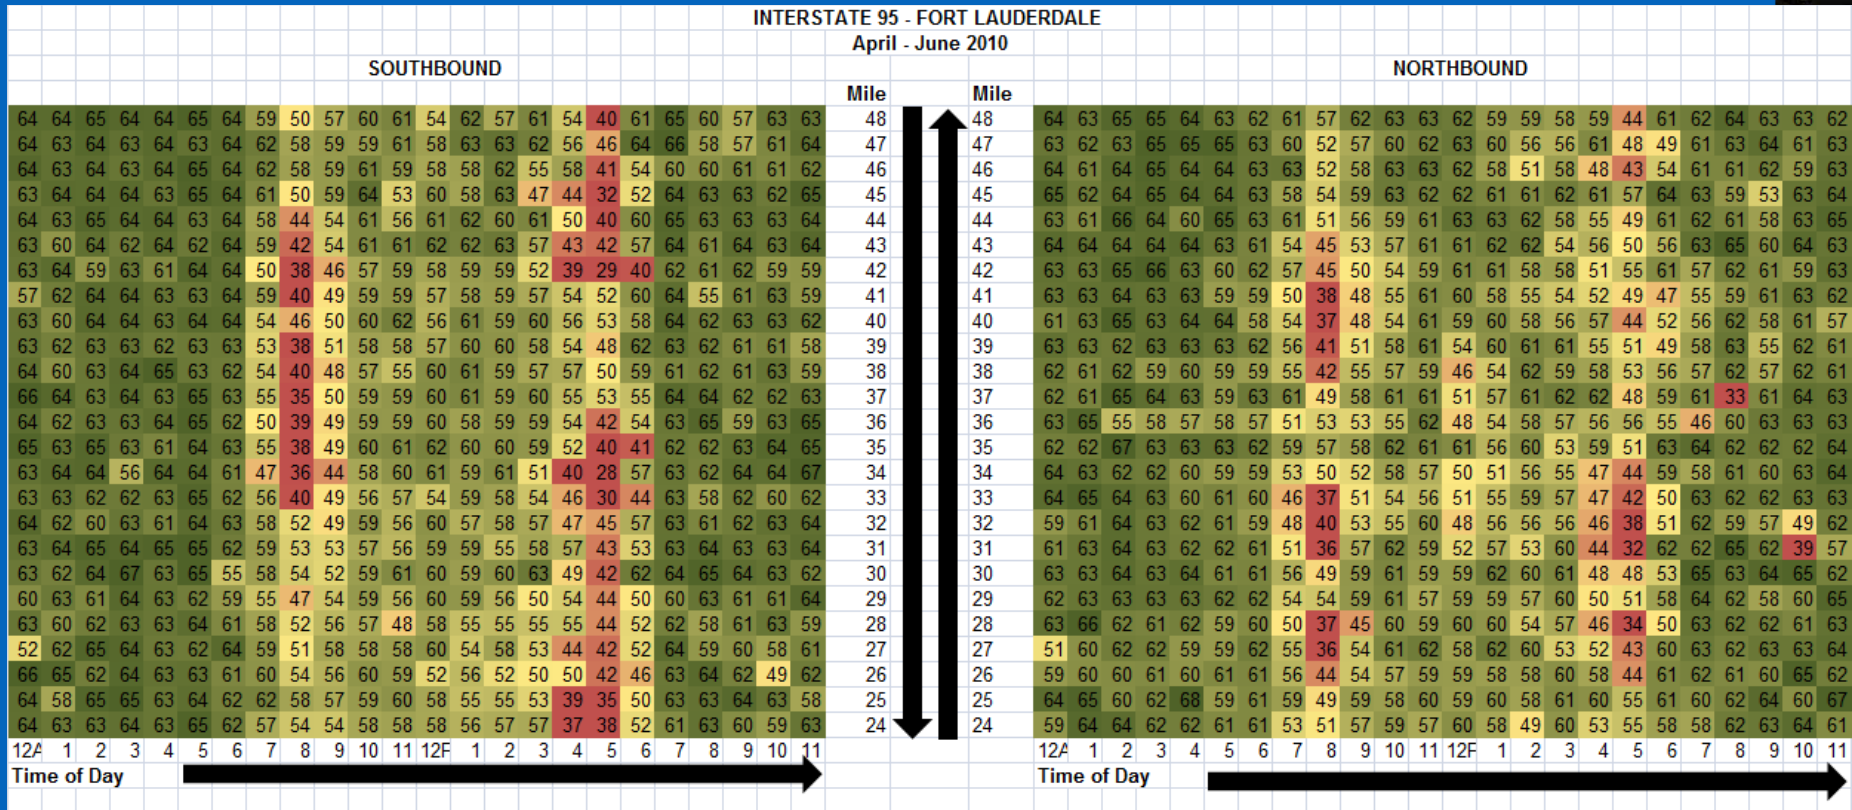 INTERSTATE 95 - FORT LAUDERDALE
April - June 2010
SOUTHBOUND NORTHBOUND
Mile Mile
64 64 65 64 64 65 64 59 50 57 60 61 54 62 57 61 54 40 61 65 60 57 63 63 48 48 64 63 65 65 64 63 62 61 57 62 63 63 62 59 59 58 59 44 61 62 64 63 63 62
64 63 64 63 64 63 64 62 58 59 59 61 58 63 63 62 56 46 64 66 58 57 61 64 47 47 63 62 63 65 65 65 63 60 52 57 60 62 63 60 56 56 61 48 49 61 63 64 61 63
64 63 64 63 64 65 64 62 58 59 61 59 58 58 62 55 58 41 54 60 60 61 61 62 46 46 64 61 64 65 64 64 63 63 52 58 63 63 62 58 51 58 48 43 54 61 61 62 59 63
63 64 64 64 63 65 64 61 50 59 64 53 60 58 63 47 44 32 52 64 63 63 62 65 45 45 65 62 64 65 64 64 63 58 54 59 63 62 62 61 61 62 61 57 64 63 59 53 63 64
64 63 65 64 64 63 64 58 44 54 61 56 61 62 60 61 50 40 60 65 63 63 63 64 44 44 63 61 66 64 60 65 63 61 51 56 59 61 63 63 62 58 55 49 61 62 61 58 63 65
63 60 64 62 64 62 64 59 42 54 61 61 62 62 63 57 43 42 57 64 61 64 63 64 43 43 64 64 64 64 64 63 61 54 45 53 57 61 61 62 62 54 56 50 56 63 65 60 64 63
63 64 59 63 61 64 64 50 38 46 57 59 58 59 59 52 39 29 40 62 61 62 59 59 42 42 63 63 65 66 63 60 62 57 45 50 54 59 61 61 58 58 51 55 61 57 62 61 59 63
57 62 64 64 63 63 64 59 40 49 59 59 57 58 59 57 54 52 60 64 55 61 63 59 41 41 63 63 64 63 63 59 59 50 38 48 55 61 60 58 55 54 52 49 47 55 59 61 63 62
63 60 64 64 63 64 64 54 46 50 60 62 56 61 59 60 56 53 58 64 62 63 63 62 40 40 61 63 65 63 64 64 58 54 37 48 54 61 59 60 58 56 57 44 52 56 62 58 61 57
63 62 63 63 62 63 63 53 38 51 58 58 57 60 60 58 54 48 62 63 62 61 61 58 39 39 63 63 62 63 63 63 62 56 41 51 58 61 54 60 61 61 55 51 49 58 63 55 62 61
64 60 63 64 65 63 62 54 40 48 57 55 60 61 59 57 57 50 59 61 62 61 63 59 38 38 62 61 62 59 60 59 59 55 42 55 57 59 46 54 62 59 58 53 56 57 62 57 62 61
66 64 63 64 63 65 63 55 35 50 59 59 60 61 59 60 55 53 55 64 64 62 62 63 37 37 62 61 65 64 63 59 63 61 49 58 61 61 51 57 61 62 62 48 59 61 33 61 64 63
64 62 63 63 64 65 62 50 39 49 59 59 60 58 59 59 54 42 54 63 65 59 63 65 36 36 63 65 55 58 57 58 57 51 53 53 55 62 48 54 58 57 56 56 55 46 60 63 63 63
65 63 65 63 61 64 63 55 38 49 60 61 62 60 60 59 52 40 41 62 62 63 64 65 35 35 62 62 67 63 63 63 62 59 57 58 62 61 61 56 60 53 59 51 63 64 62 62 62 64
63 64 64 56 64 64 61 47 36 44 58 60 61 59 61 51 40 28 57 63 62 64 64 67 34 34 64 63 62 62 60 59 59 53 50 52 58 57 50 51 56 55 47 44 59 58 61 60 63 64
63 63 62 62 63 65 62 56 40 49 56 57 54 59 58 54 46 30 44 63 58 62 60 62 33 33 64 65 64 63 60 61 60 46 37 51 54 56 51 55 59 57 47 42 50 63 62 62 63 63
64 62 60 63 61 64 63 58 52 49 59 56 60 57 58 57 47 45 57 63 61 62 63 64 32 32 59 61 64 63 62 61 59 48 40 53 55 60 48 56 56 56 46 38 51 62 59 57 49 62
63 64 65 64 65 65 62 59 53 53 57 56 59 59 55 58 57 43 53 63 64 63 63 64 31 31 61 63 64 63 62 62 61 51 36 57 62 59 52 57 53 60 44 32 62 62 65 62 39 57
63 62 64 67 63 65 55 58 54 52 59 61 60 59 60 63 49 42 62 64 65 64 63 62 30 30 63 63 64 63 64 61 61 56 49 59 61 59 59 62 60 61 48 48 53 65 63 64 65 62
60 63 61 64 63 62 59 55 47 54 59 56 60 59 56 50 54 44 50 60 63 61 61 64 29 29 62 63 63 63 63 62 62 54 54 59 61 57 59 59 57 60 50 51 58 64 62 58 60 65
63 60 62 63 63 64 61 58 52 56 57 48 58 55 55 55 55 44 52 62 58 61 63 59 28 28 63 66 62 61 62 59 60 50 37 45 60 59 60 60 54 57 46 34 50 63 62 62 61 63
52 62 65 64 63 62 64 59 51 58 58 58 60 54 58 53 44 42 52 64 59 60 58 61 27 27 51 60 62 62 59 59 62 55 36 54 61 62 58 62 60 53 52 43 60 63 62 63 63 64
66 65 62 64 63 63 61 60 54 56 60 59 52 56 52 50 50 42 46 63 64 62 49 62 26 26 59 60 60 61 60 61 61 56 44 54 57 59 59 58 60 58 44 61 62 61 60 65 62
64 58 65 65 63 64 62 62 58 57 59 60 58 55 55 53 39 35 50 63 63 64 63 58 25 25 64 65 60 62 68 59 61 59 49 59 58 60 59 60 58 61 60 55 61 60 62 64 60 67
64 63 63 64 63 65 62 57 54 54 58 58 58 56 57 57 37 38 52 61 63 60 59 63 24 24 59 64 64 62 62 61 61 53 51 57 59 57 60 58 49 60 53 55 58 58 62 63 64 61
12A 1 2 3 4 5 6 7 8 9 10 11 12F 1 2 3 4 5 6 7 8 9 10 11 12A 1 2 3 4 5 6 7 8 9 10 11 12F 1 2 3 4 5 6 7 8 9 10 11
Time of Day Time of Day